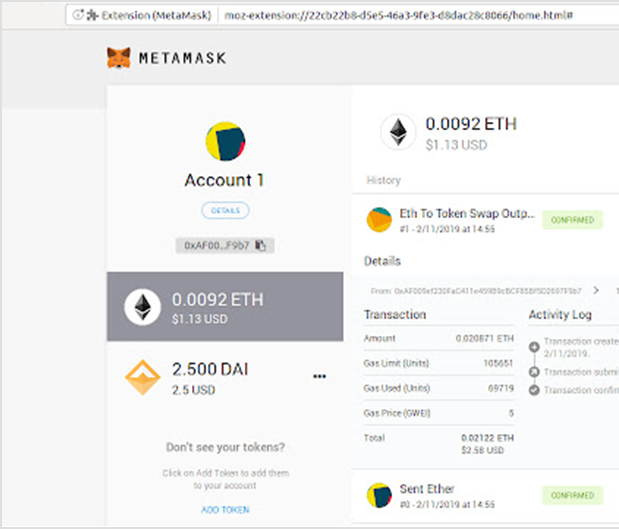 Extension (MetaMask) moz-extension://22cb22b8-d5e5-46a3-9fe3-d8dac28c8066/home.html#
METAMASK
Account 1
DETAILS
0xAF00...F9b7
0.0092 ETH
$1.13 USD
2.500 DAI
2.5 USD
Don't see your tokens?
Click on Add Token to add them
to your account
ADD TOKEN
0.0092 ETH
$1.13 USD
History
Eth To Token Swap Outp...
CONFIRMED
#1 - 2/11/2019 at 14:55
Details
From:
Transaction
Amount 0.020871 ETH
Gas Limit (Units) 105651
Gas Used (Units) 69719
Gas Price (GWEI) 5
Total 0.02122 ETH
$2.58 USD
Activity Log
Transaction create
2/11/2019.
Transaction submi
Transaction confir
Sent Ether
CONFIRMED
#0 - 2/11/2019 at 14:55